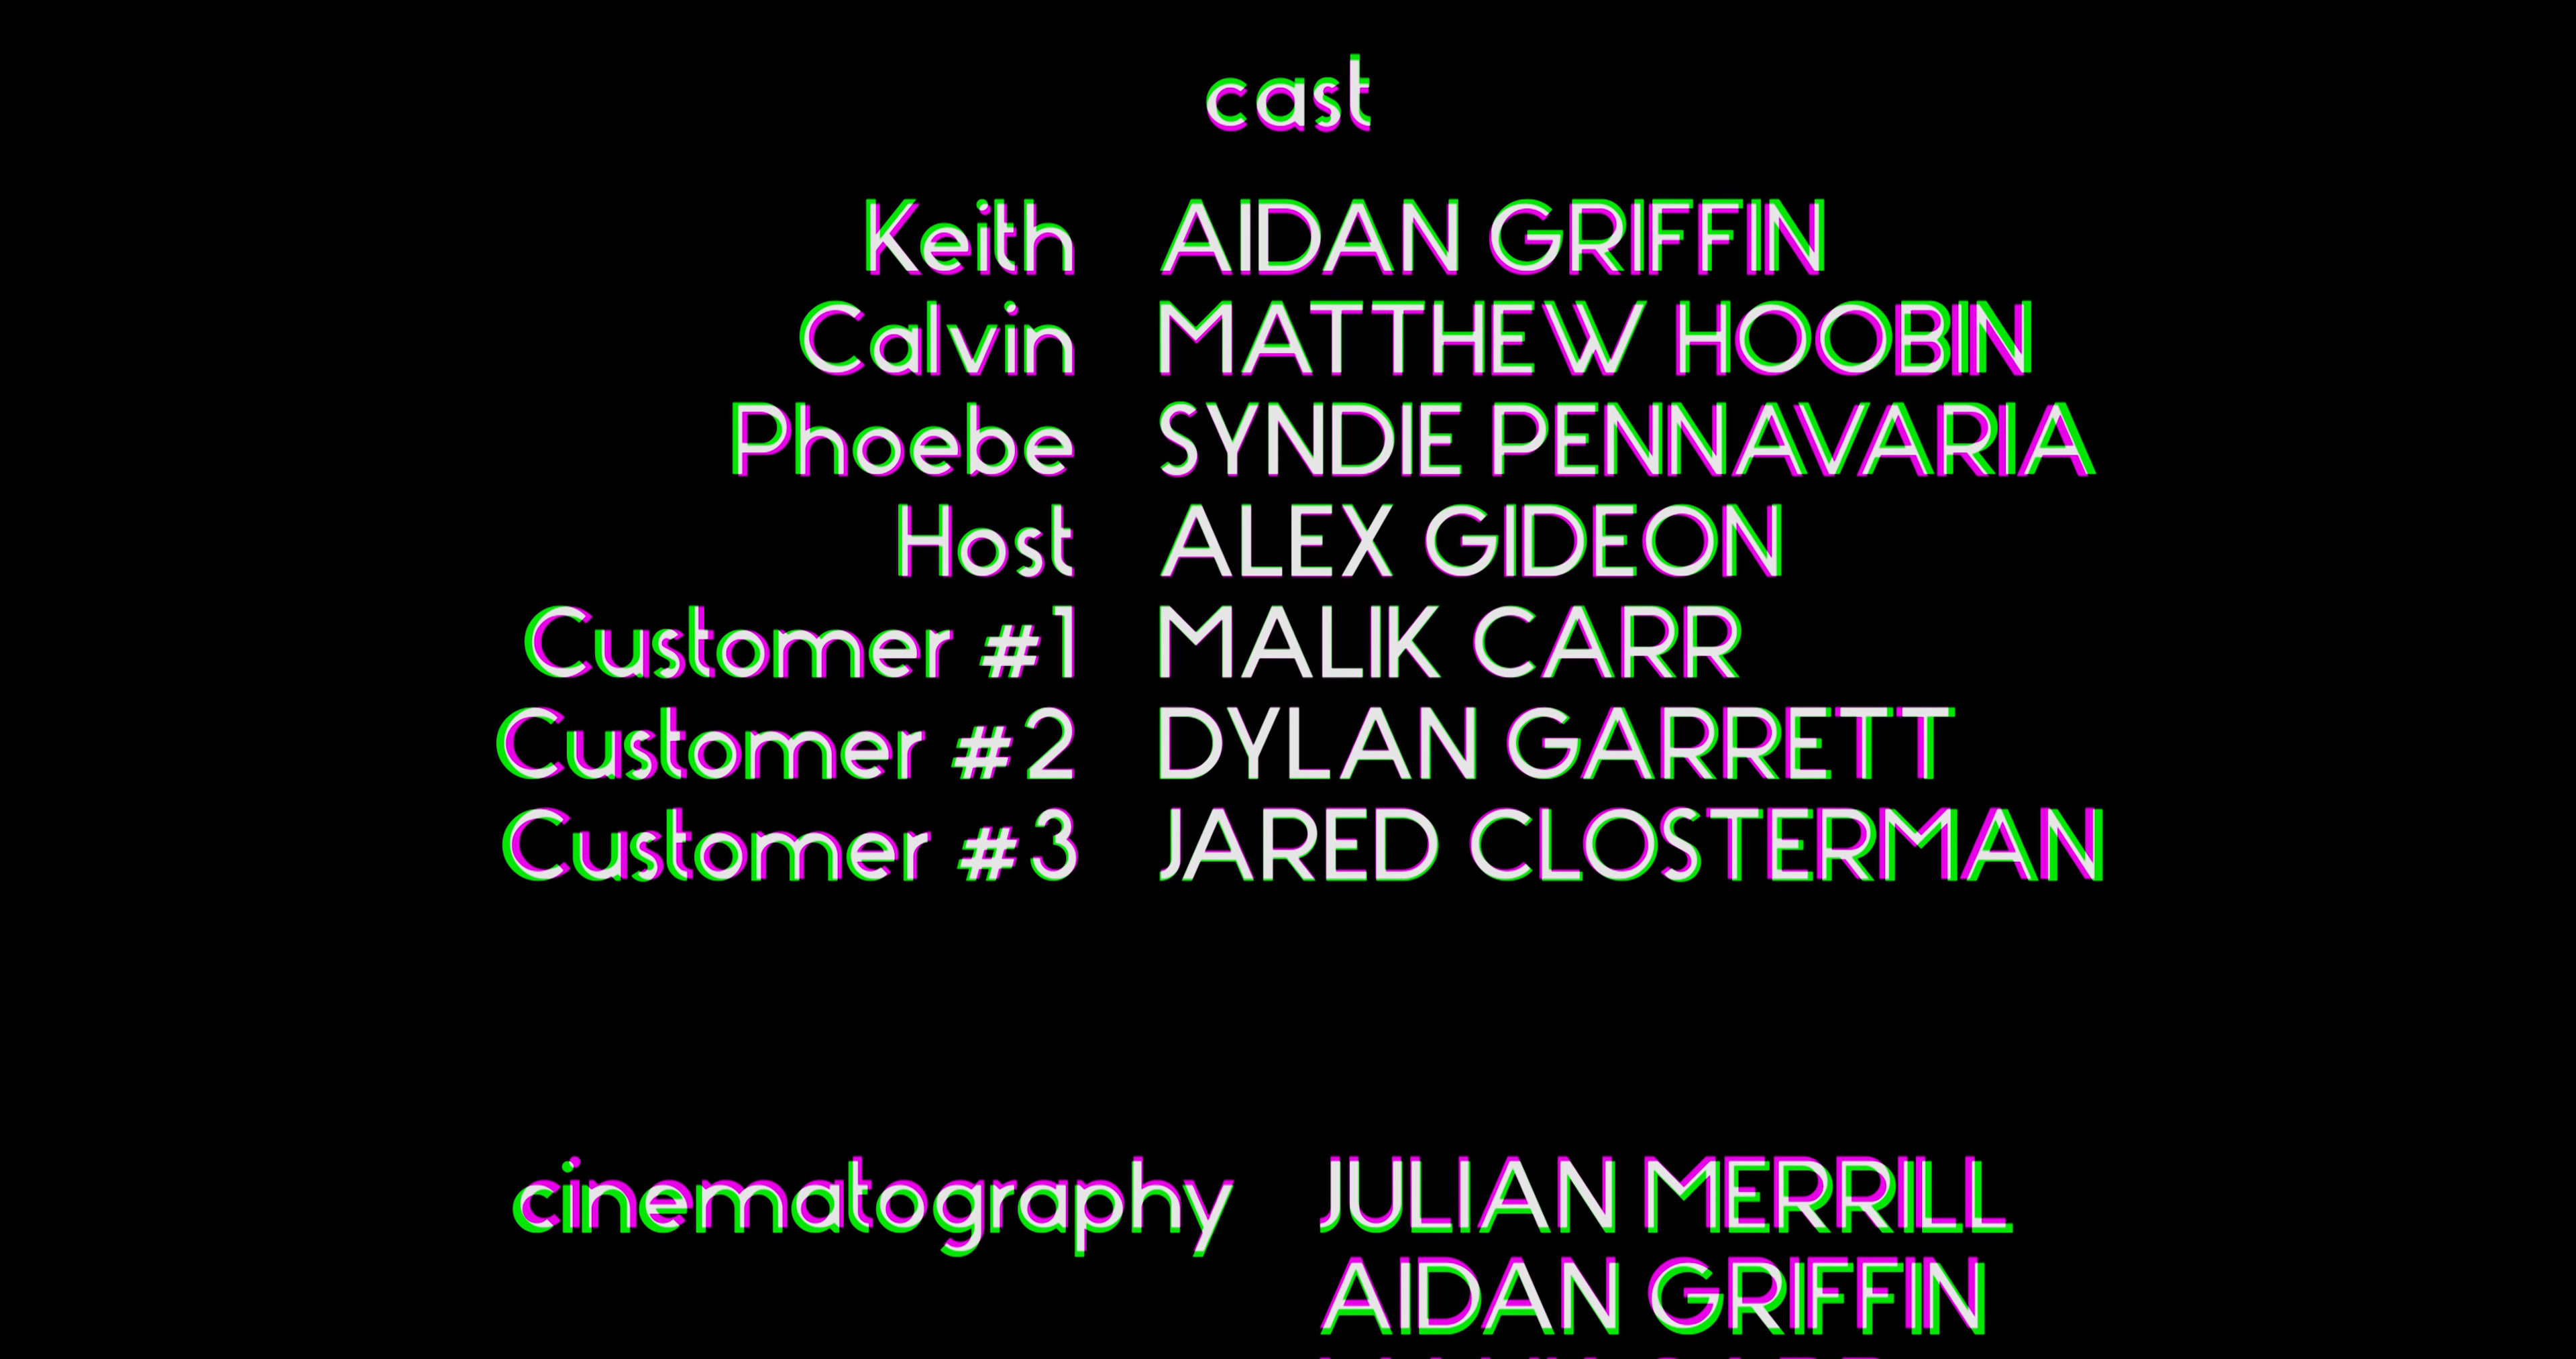 cast
Keith AIDAN GRIFFIN
Calvin MATTHEW HOOBIN
Phoebe SYNDIE PENNAVARIA
Host ALEX GIDEON
Customer #1 MALIK CARR
Customer #2 DYLAN GARRETT
Customer #3 JARED CLOSTERMAN
cinematography JULIAN MERRILL
AIDAN GRIFFIN